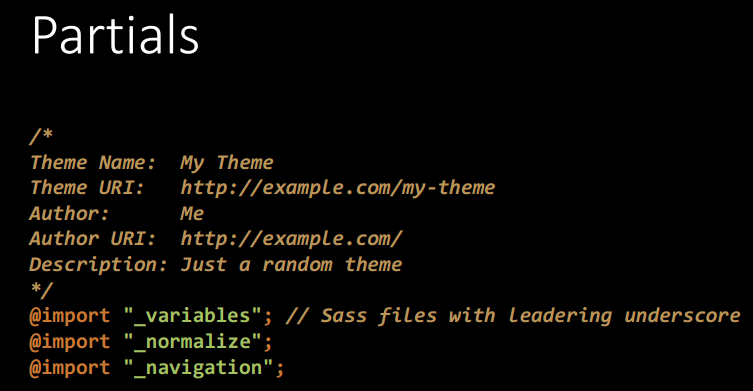 Partials
/*
Theme Name:  My Theme
Theme URI:   http://example.com/my-theme
Author:      Me
Author URI:  http://example.com/
Description: Just a random theme
*/
@import "_variables"; // Sass files with leadering underscore
@import "_normalize";
@import "_navigation";